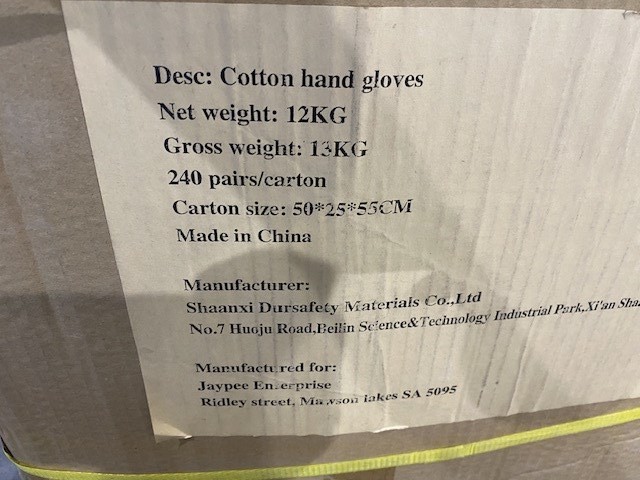 Desc: Cotton hand gloves
Net weight: 12KG
Gross weight: 13KG
240 pairs/carton
Carton size: 50*25*55CM
Made in China
Manufacturer:
Shaanxi Dursafety Materials Co.,Ltd
No.7 Huoju Road,Beilin Science&Technology Industrial Park,Xi'an Sha
Manufactured for:
Jaypee Enterprise
Ridley street, Mawson lakes SA 5095